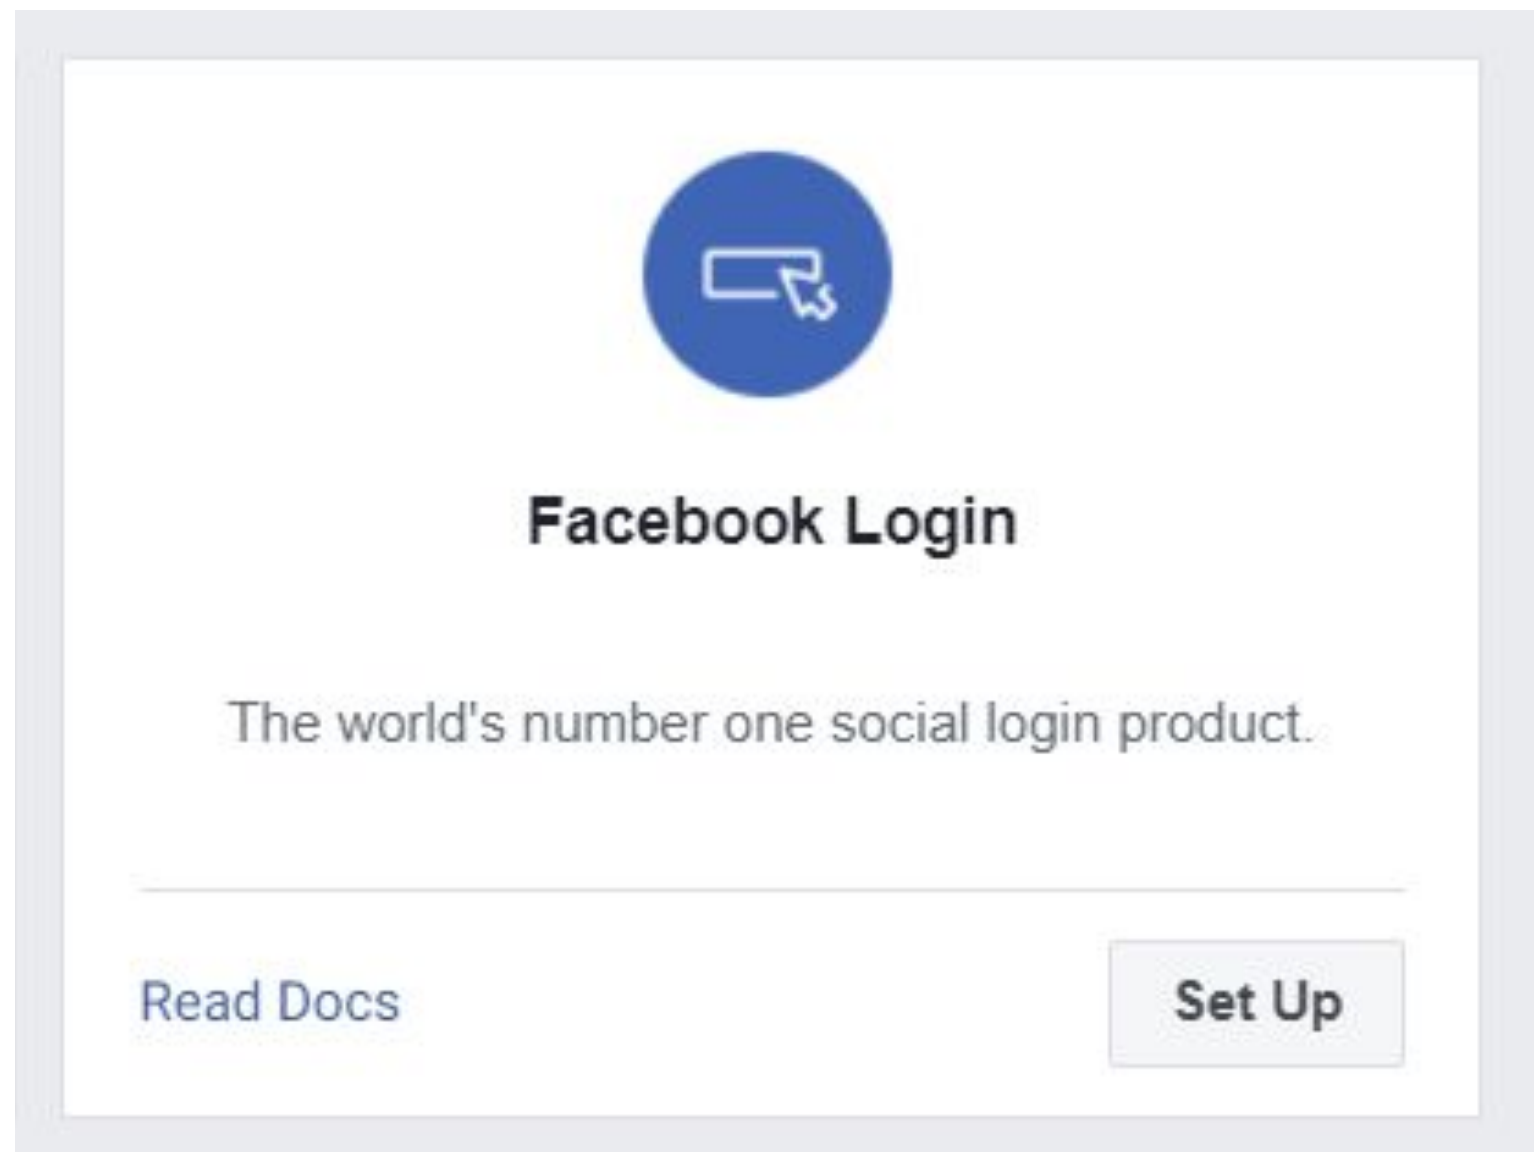 Facebook Login
The world's number one social login product.
Read Docs
Set Up